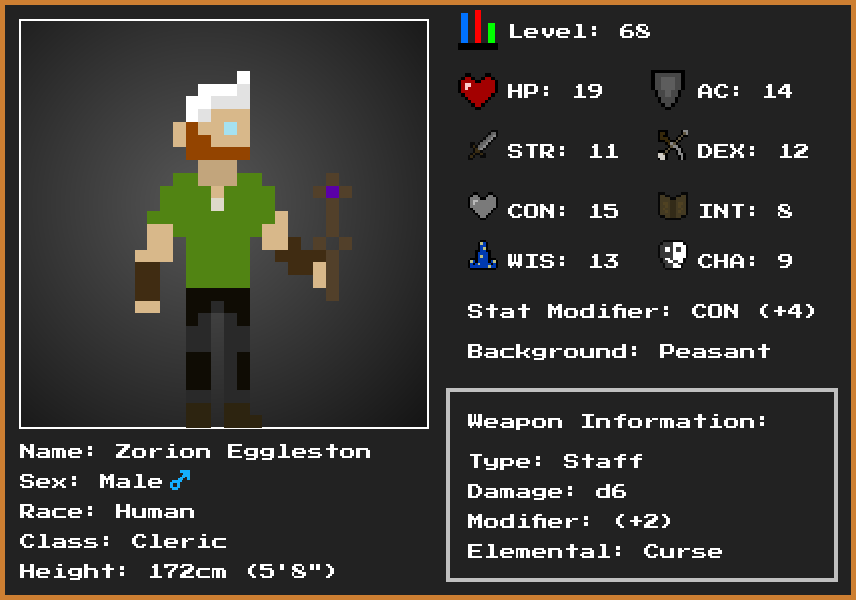 Level: 68
HP: 19 AC: 14
STR: 11 DEX: 12
CON: 15 INT: 8
WIS: 13 CHA: 9
Stat Modifier: CON (+4)
Background: Peasant
Weapon Information:
Type: Staff
Damage: d6
Modifier: (+2)
Elemental: Curse
Name: Zorion Eggleston
Sex: Male♂
Race: Human
Class: Cleric
Height: 172cm (5'8")